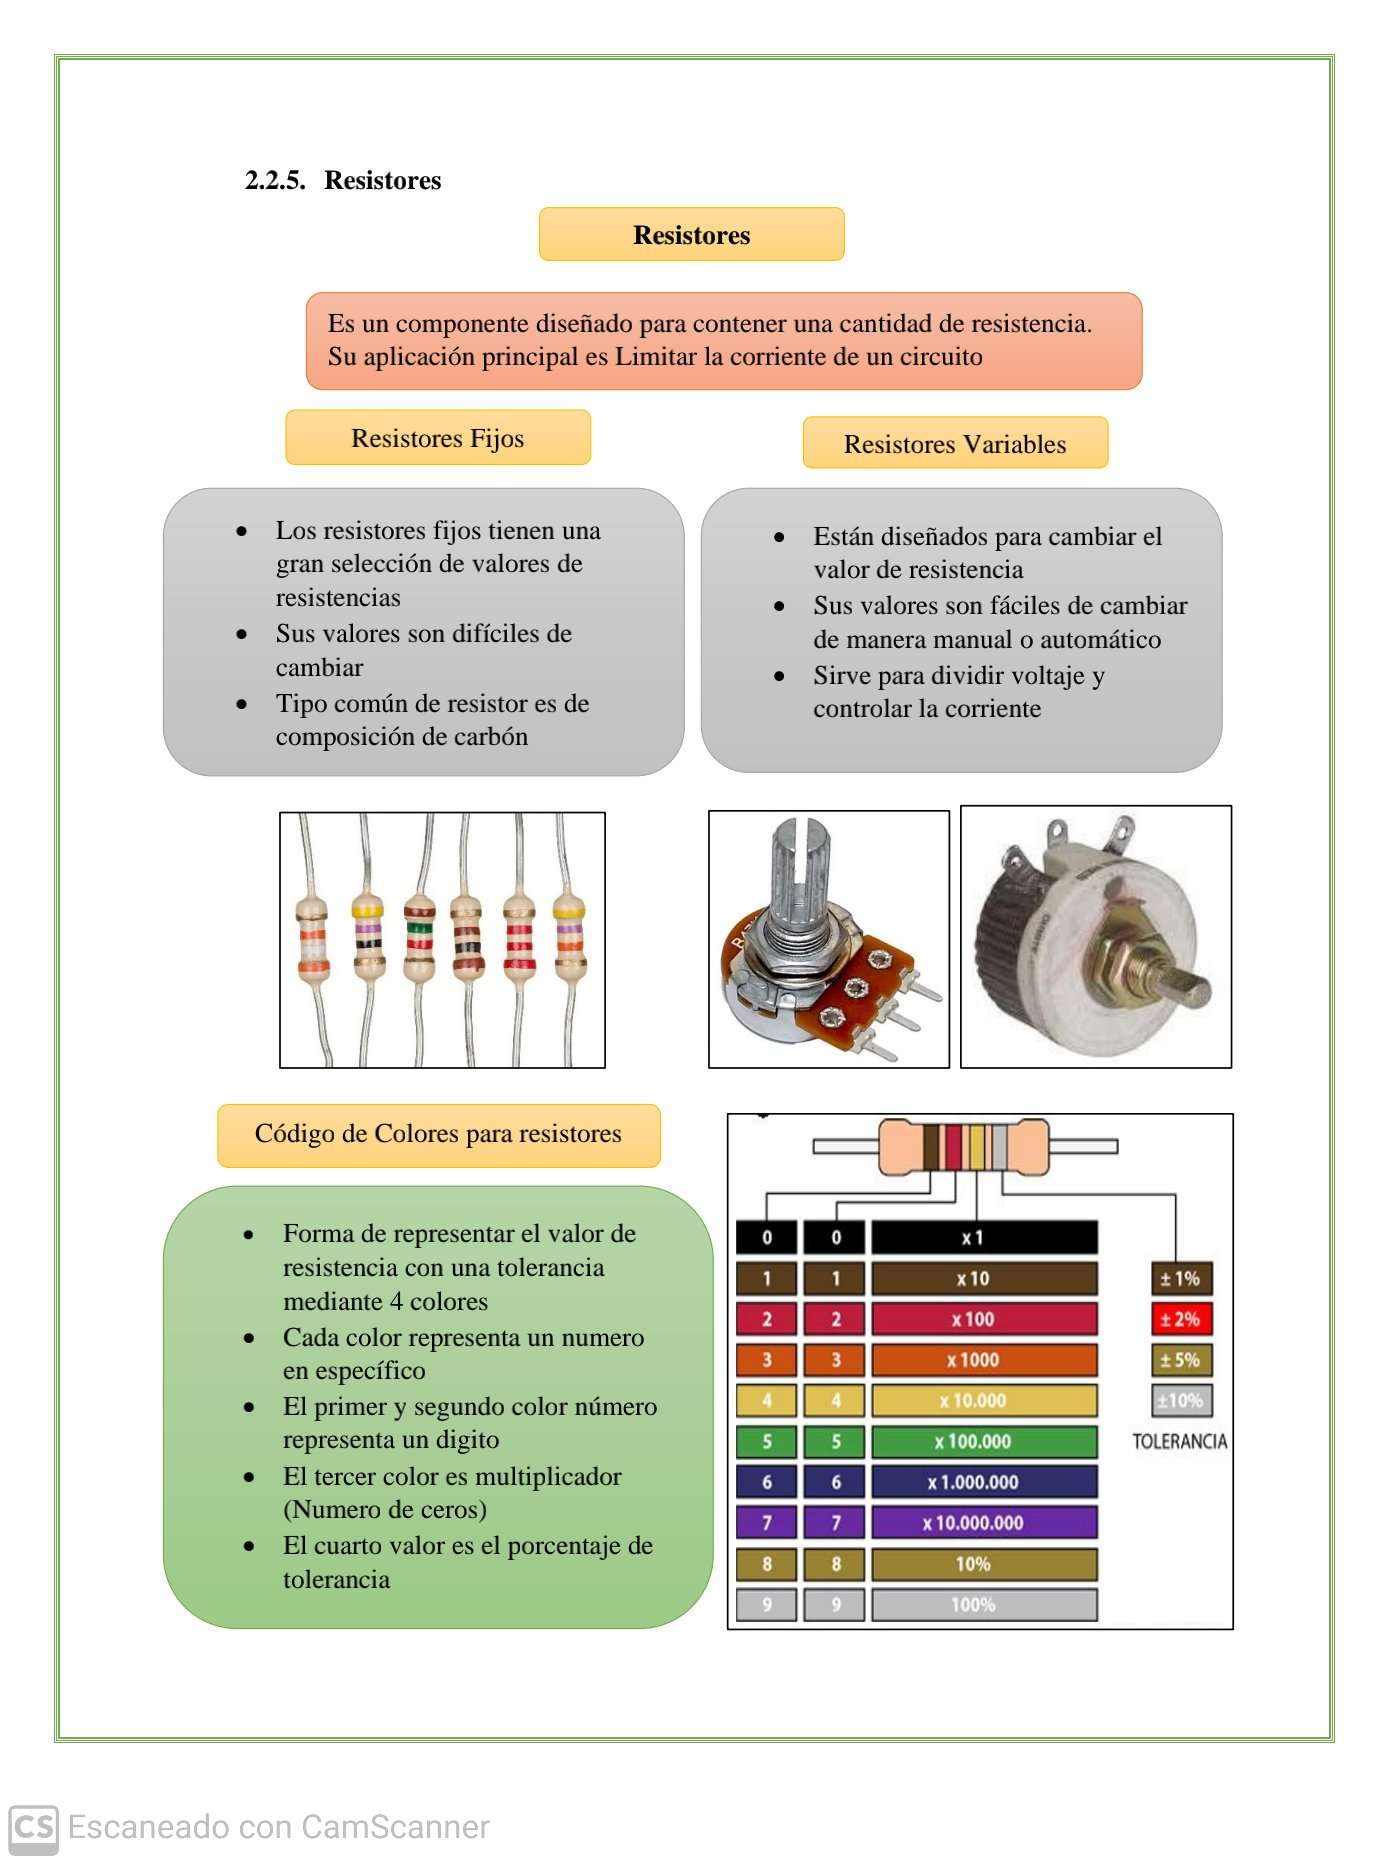 2.2.5. Resistores
Resistores
Es un componente diseñado para contener una cantidad de resistencia.
Su aplicación principal es Limitar la corriente de un circuito
Resistores Fijos
Resistores Variables
• Los resistores fijos tienen una
gran selección de valores de
resistencias
• Sus valores son difíciles de
cambiar
• Tipo común de resistor es de
composición de carbón
• Están diseñados para cambiar el
valor de resistencia
• Sus valores son fáciles de cambiar
de manera manual o automático
• Sirve para dividir voltaje y
controlar la corriente
Código de Colores para resistores
• Forma de representar el valor de
resistencia con una tolerancia
mediante 4 colores
• Cada color representa un numero
en específico
• El primer y segundo color número
representa un digito
• El tercer color es multiplicador
(Numero de ceros)
• El cuarto valor es el porcentaje de
tolerancia
0 0 x 1
1 1 x 10 ± 1%
2 2 x 100 ± 2%
3 3 x 1000 ± 5%
4 4 x 10.000 ±10%
5 5 x 100.000 TOLERANCIA
6 6 x 1.000.000
7 7 x 10.000.000
8 8 10%
9 9 100%
CS Escaneado con CamScanner